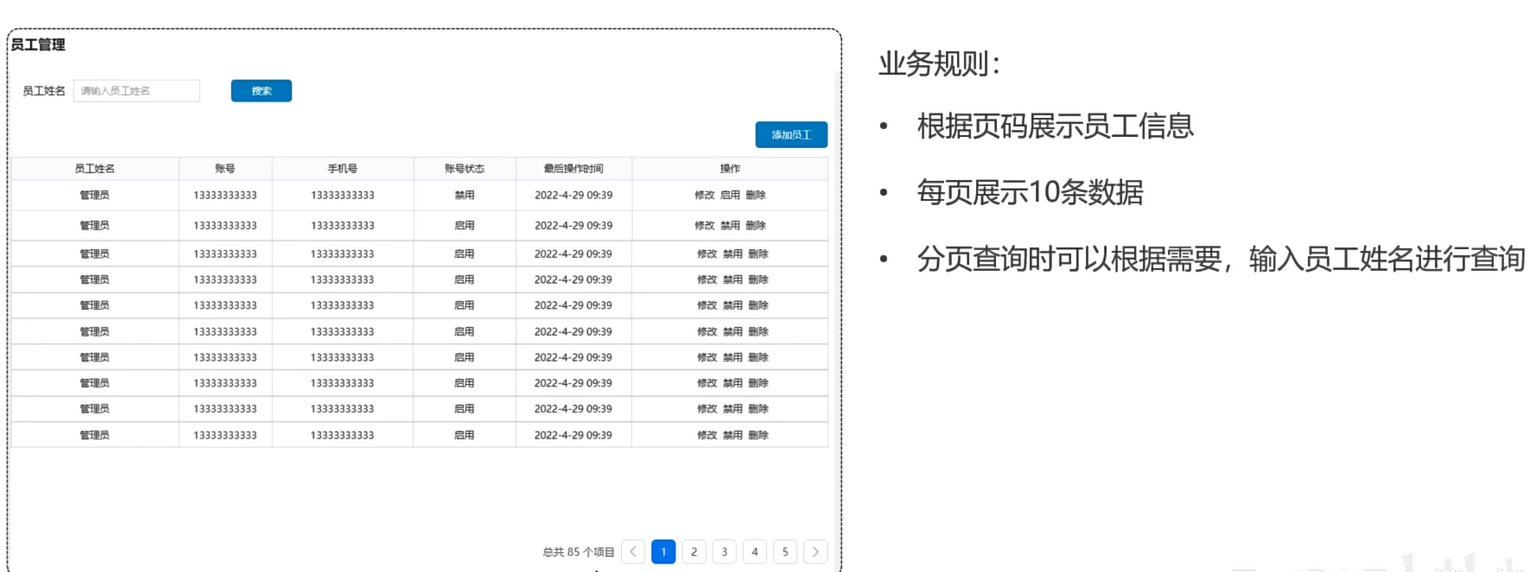 员工管理
员工姓名 请输入员工姓名 搜索
添加员工
员工姓名 账号 手机号 账号状态 最后操作时间 操作
管理员 13333333333 13333333333 禁用 2022-4-29 09:39 修改 启用 删除
管理员 13333333333 13333333333 启用 2022-4-29 09:39 修改 禁用 删除
管理员 13333333333 13333333333 启用 2022-4-29 09:39 修改 禁用 删除
管理员 13333333333 13333333333 启用 2022-4-29 09:39 修改 禁用 删除
管理员 13333333333 13333333333 启用 2022-4-29 09:39 修改 禁用 删除
管理员 13333333333 13333333333 启用 2022-4-29 09:39 修改 禁用 删除
管理员 13333333333 13333333333 启用 2022-4-29 09:39 修改 禁用 删除
管理员 13333333333 13333333333 启用 2022-4-29 09:39 修改 禁用 删除
管理员 13333333333 13333333333 启用 2022-4-29 09:39 修改 禁用 删除
管理员 13333333333 13333333333 启用 2022-4-29 09:39 修改 禁用 删除
总共 85 个项目 < 1 2 3 4 5 >
业务规则：
• 根据页码展示员工信息
• 每页展示10条数据
• 分页查询时可以根据需要，输入员工姓名进行查询